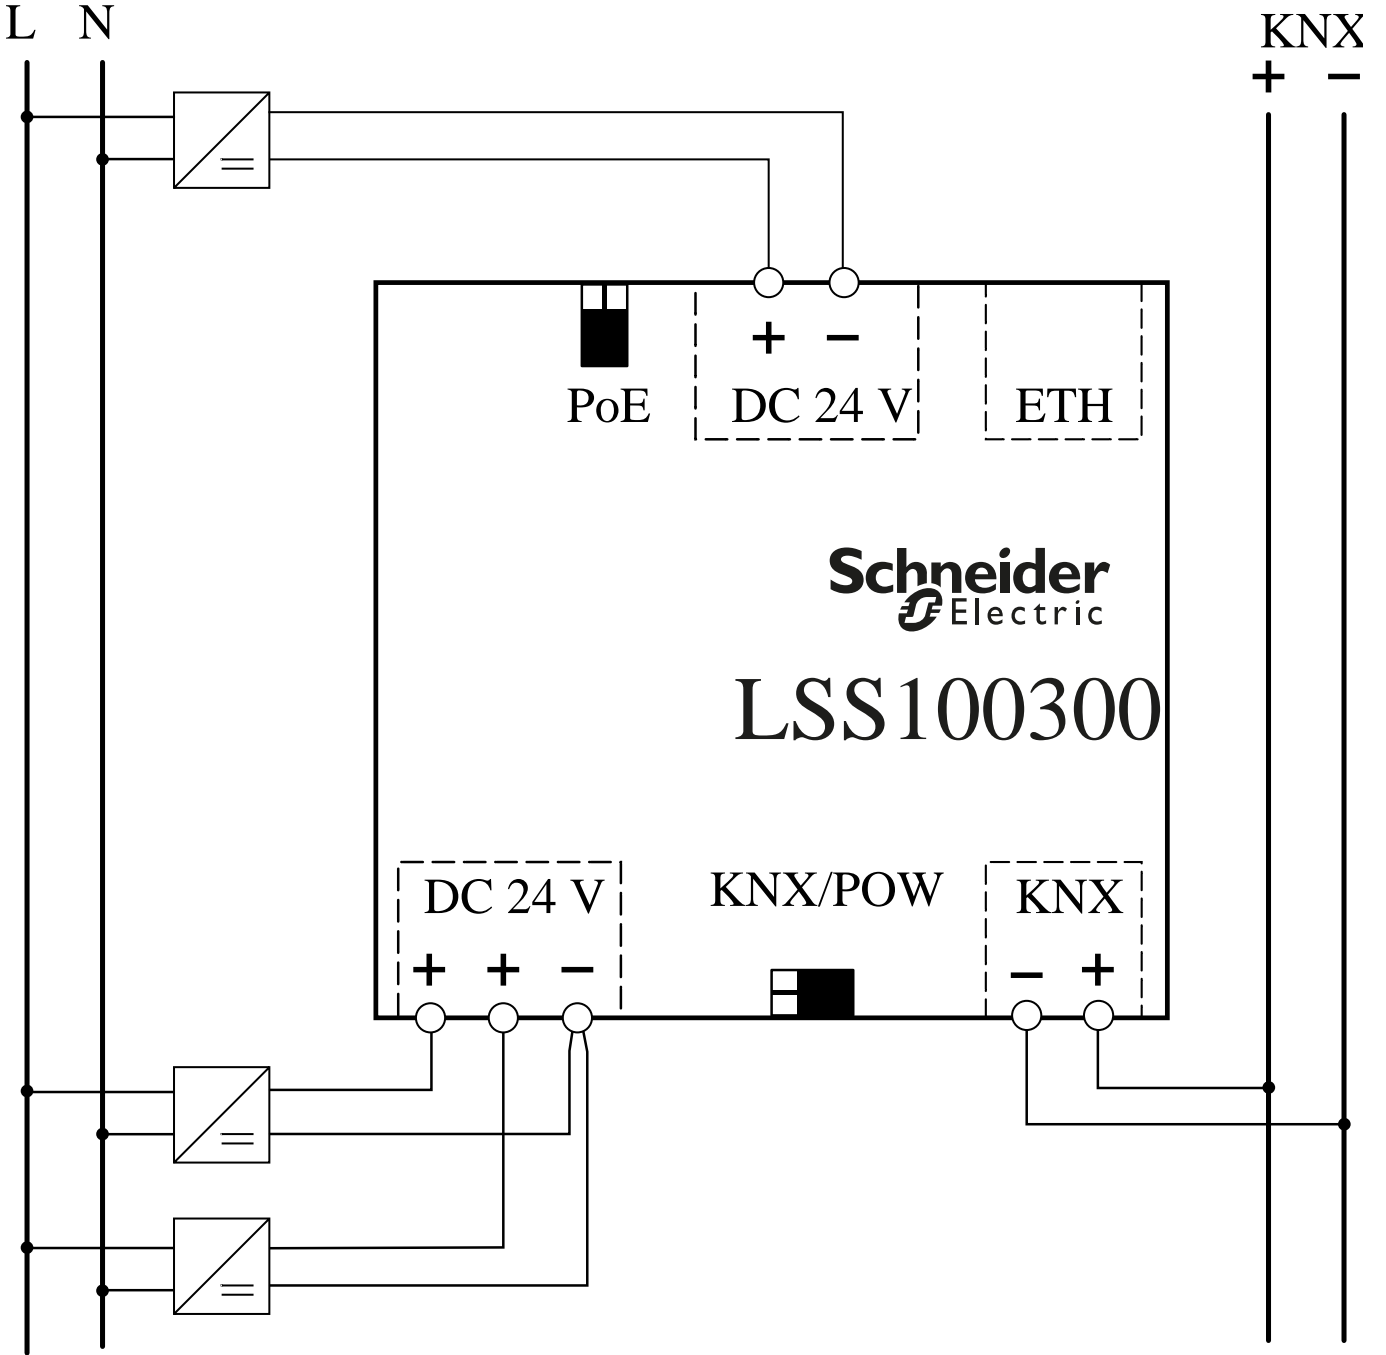 L N
KNX
+ −
+ −
PoE
DC 24 V
ETH
Schneider
Electric
LSS100300
DC 24 V
KNX/POW
KNX
+ + −
− +